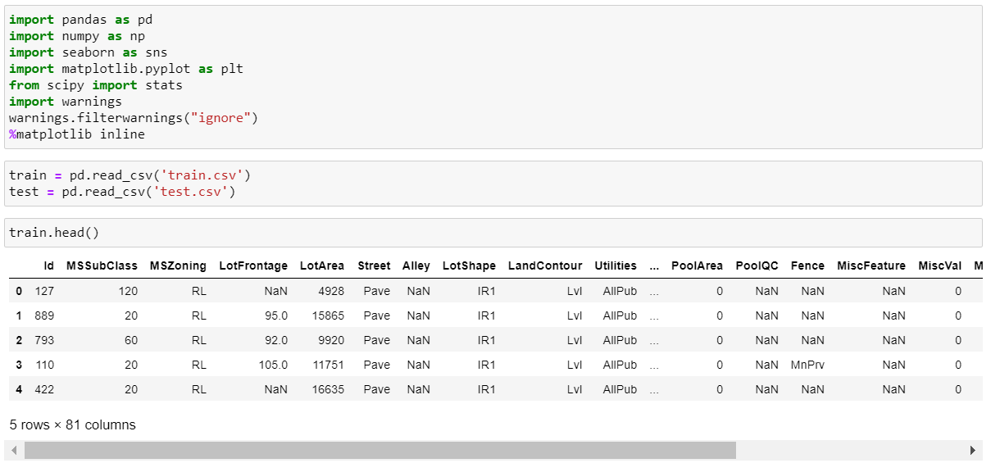 import pandas as pd
import numpy as np
import seaborn as sns
import matplotlib.pyplot as plt
from scipy import stats
import warnings
warnings.filterwarnings("ignore")
%matplotlib inline
train = pd.read_csv('train.csv')
test = pd.read_csv('test.csv')
train.head()
Id MSSubClass MSZoning LotFrontage LotArea Street Alley LotShape LandContour Utilities ... PoolArea PoolQC Fence MiscFeature MiscVal M
0 127 120 RL NaN 4928 Pave NaN IR1 Lvl AllPub ... 0 NaN NaN NaN 0
1 889 20 RL 95.0 15865 Pave NaN IR1 Lvl AllPub ... 0 NaN NaN NaN 0
2 793 60 RL 92.0 9920 Pave NaN IR1 Lvl AllPub ... 0 NaN NaN NaN 0
3 110 20 RL 105.0 11751 Pave NaN IR1 Lvl AllPub ... 0 NaN MnPrv NaN 0
4 422 20 RL NaN 16635 Pave NaN IR1 Lvl AllPub ... 0 NaN NaN NaN 0
5 rows × 81 columns